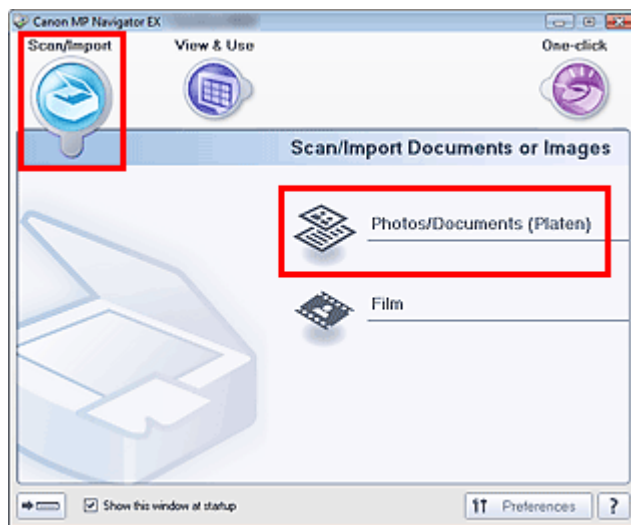 Canon MP Navigator EX
Scan/Import View & Use One-click
Scan/Import Documents or Images
Photos/Documents (Platen)
Film
Show this window at startup Preferences ?